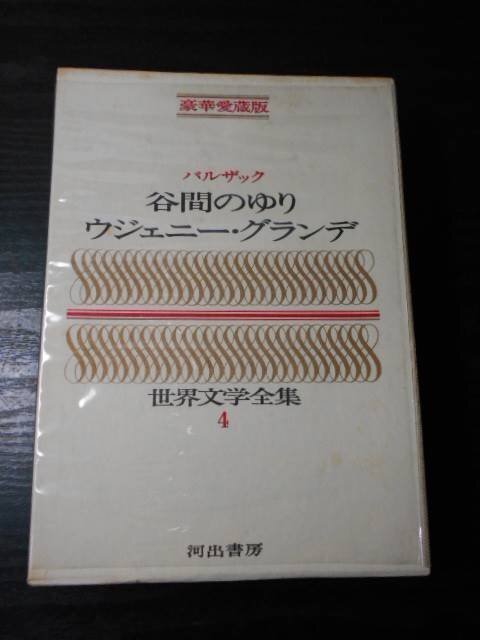 豪華愛蔵版
バルザック
谷間のゆり
ウジェニー・グランデ
世界文学全集
4
河出書房